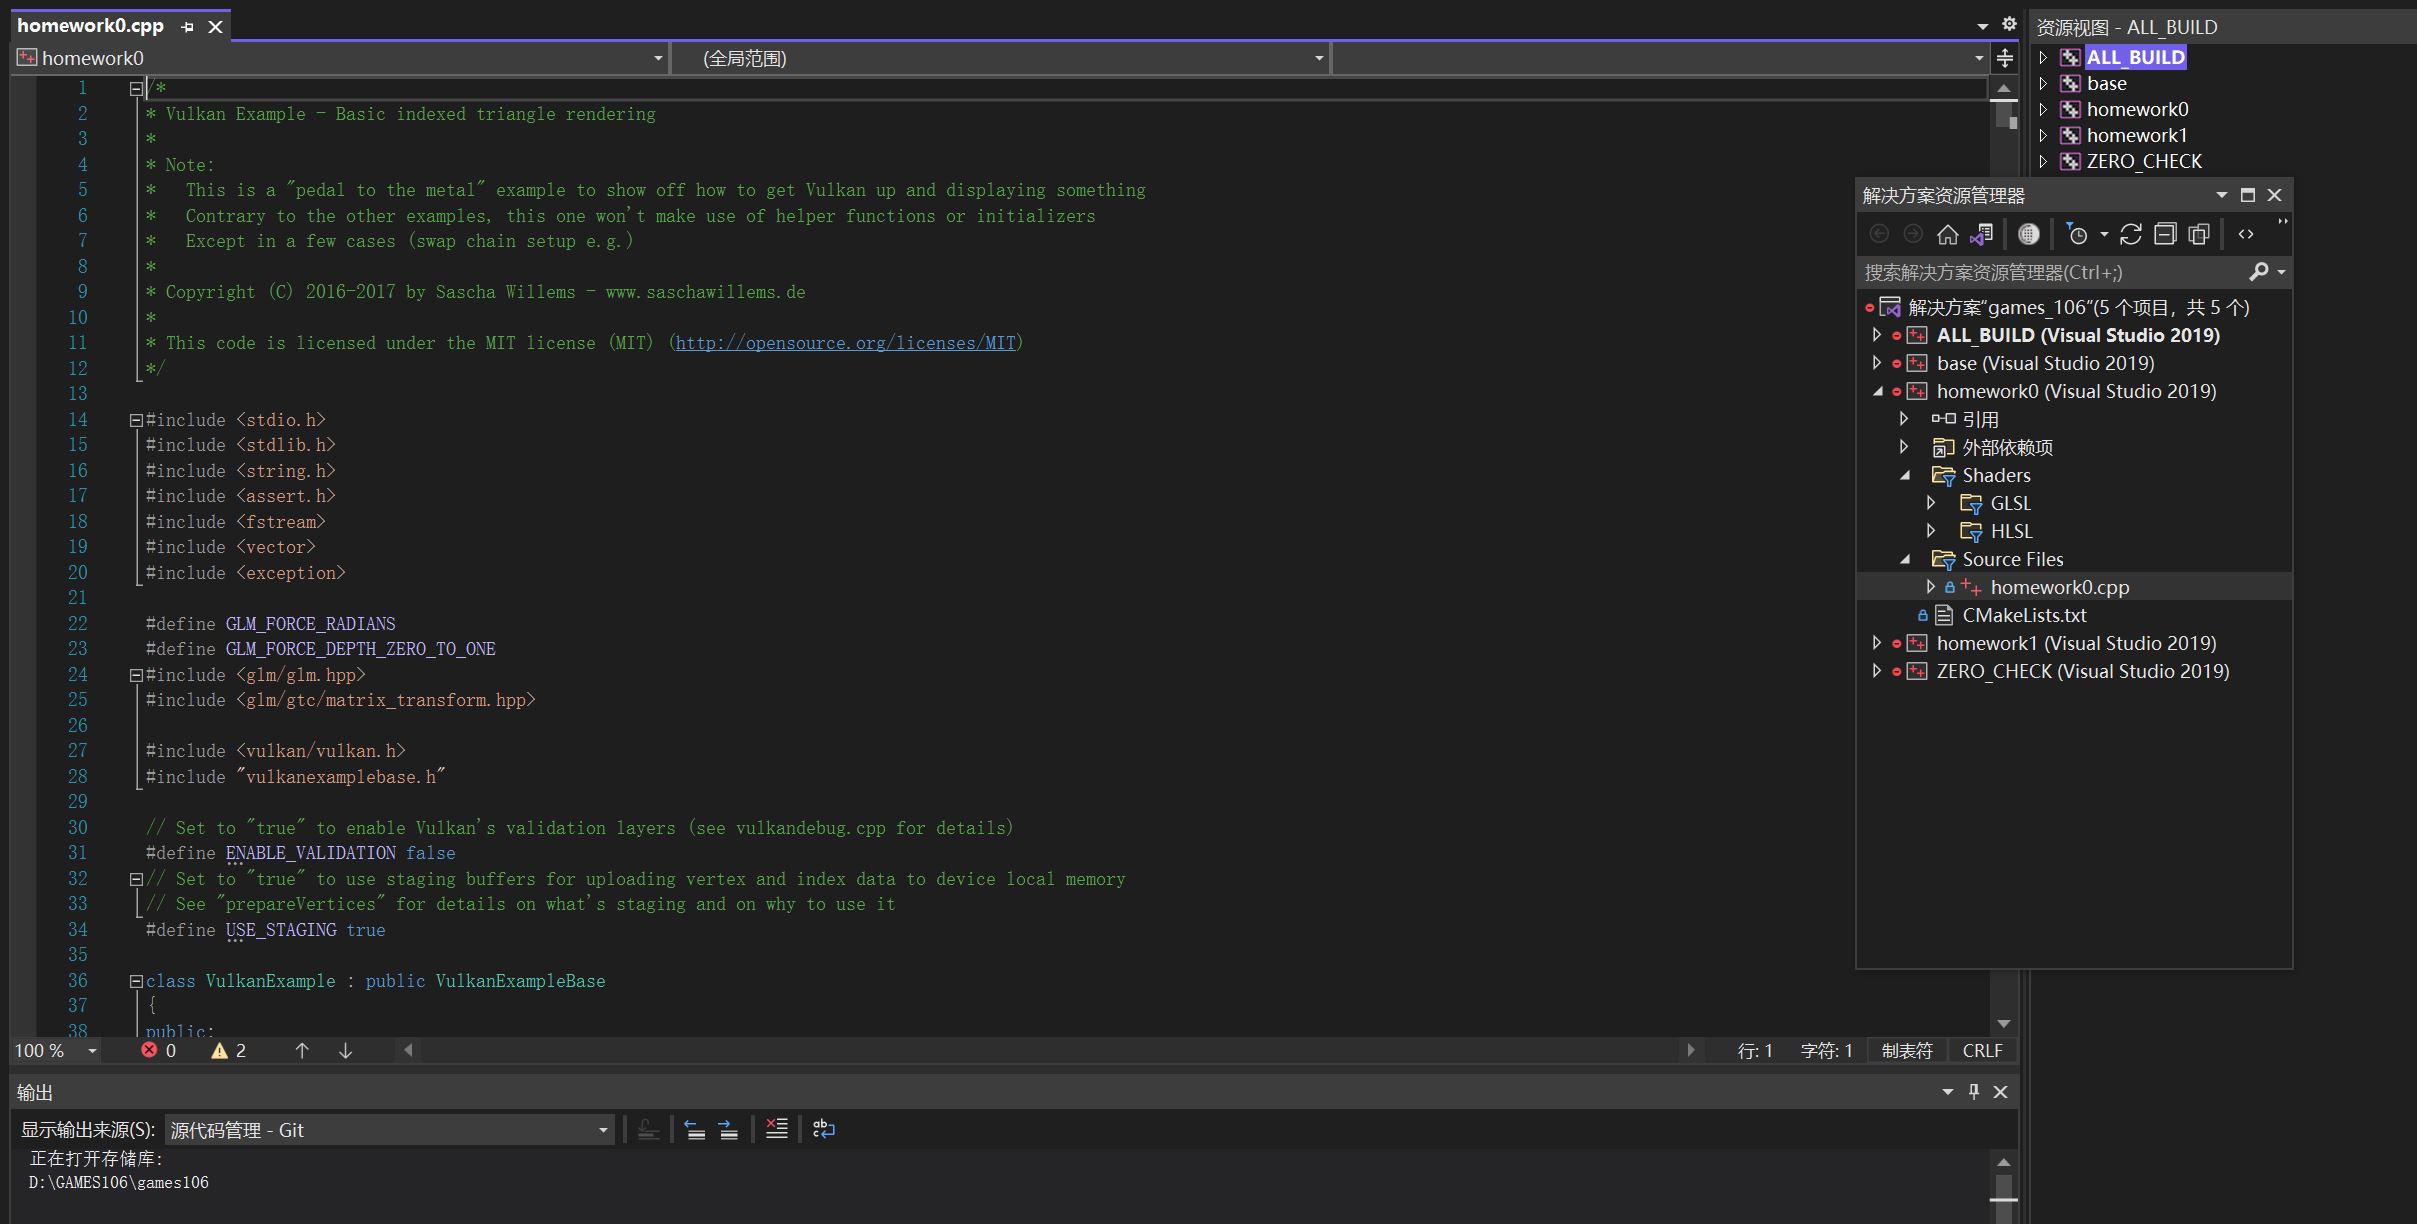 homework0.cpp
homework0
(全局范围)
1 /*
2 * Vulkan Example - Basic indexed triangle rendering
3 *
4 * Note:
5 *   This is a "pedal to the metal" example to show off how to get Vulkan up and displaying something
6 *   Contrary to the other examples, this one won't make use of helper functions or initializers
7 *   Except in a few cases (swap chain setup e.g.)
8 *
9 * Copyright (C) 2016-2017 by Sascha Willems - www.saschawillems.de
10 *
11 * This code is licensed under the MIT license (MIT) (http://opensource.org/licenses/MIT)
12 */
13
14 #include <stdio.h>
15 #include <stdlib.h>
16 #include <string.h>
17 #include <assert.h>
18 #include <fstream>
19 #include <vector>
20 #include <exception>
21
22 #define GLM_FORCE_RADIANS
23 #define GLM_FORCE_DEPTH_ZERO_TO_ONE
24 #include <glm/glm.hpp>
25 #include <glm/gtc/matrix_transform.hpp>
26
27 #include <vulkan/vulkan.h>
28 #include "vulkanexamplebase.h"
29
30 // Set to "true" to enable Vulkan's validation layers (see vulkandebug.cpp for details)
31 #define ENABLE_VALIDATION false
32 // Set to "true" to use staging buffers for uploading vertex and index data to device local memory
33 // See "prepareVertices" for details on what's staging and on why to use it
34 #define USE_STAGING true
35
36 class VulkanExample : public VulkanExampleBase
37 {
38 public:
100 %
0
2
行: 1
字符: 1
制表符
CRLF
输出
显示输出来源(S):
源代码管理 - Git
正在打开存储库:
D:\GAMES106\games106
资源视图 - ALL_BUILD
ALL_BUILD
base
homework0
homework1
ZERO_CHECK
解决方案资源管理器
搜索解决方案资源管理器(Ctrl+;)
解决方案"games_106"(5 个项目，共 5 个)
ALL_BUILD (Visual Studio 2019)
base (Visual Studio 2019)
homework0 (Visual Studio 2019)
引用
外部依赖项
Shaders
GLSL
HLSL
Source Files
homework0.cpp
CMakeLists.txt
homework1 (Visual Studio 2019)
ZERO_CHECK (Visual Studio 2019)